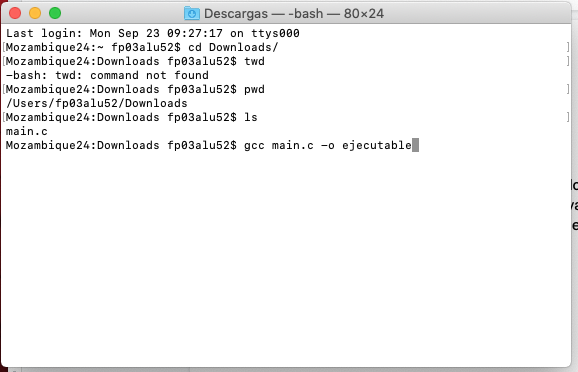 Descargas — -bash — 80×24
Last login: Mon Sep 23 09:27:17 on ttys000
[Mozambique24:~ fp03alu52$ cd Downloads/ ]
[Mozambique24:Downloads fp03alu52$ twd ]
-bash: twd: command not found
[Mozambique24:Downloads fp03alu52$ pwd ]
/Users/fp03alu52/Downloads
[Mozambique24:Downloads fp03alu52$ ls ]
main.c
Mozambique24:Downloads fp03alu52$ gcc main.c -o ejecutable